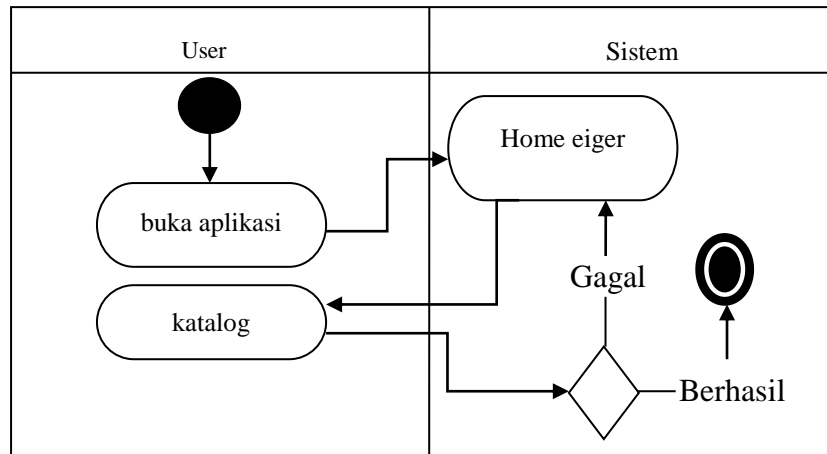 User
Sistem
Home eiger
buka aplikasi
Gagal
katalog
Berhasil